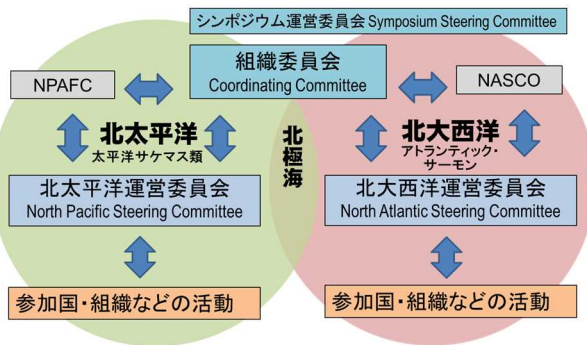 シンポジウム運営委員会 Symposium Steering Committee
組織委員会
Coordinating Committee
NPAFC
NASCO
北太平洋
太平洋サケマス類
北極海
北大西洋
アトランティック・
サーモン
北太平洋運営委員会
North Pacific Steering Committee
北大西洋運営委員会
North Atlantic Steering Committee
参加国・組織などの活動
参加国・組織などの活動